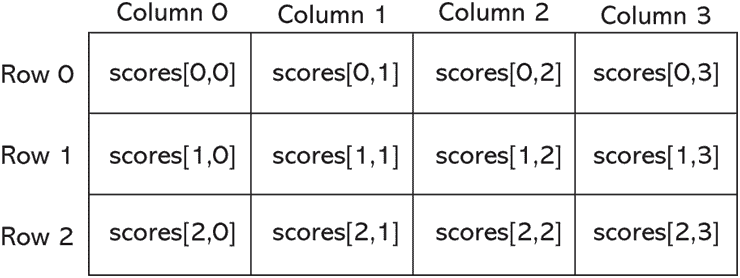 Column 0 Column 1 Column 2 Column 3
Row 0 scores[0,0] scores[0,1] scores[0,2] scores[0,3]
Row 1 scores[1,0] scores[1,1] scores[1,2] scores[1,3]
Row 2 scores[2,0] scores[2,1] scores[2,2] scores[2,3]